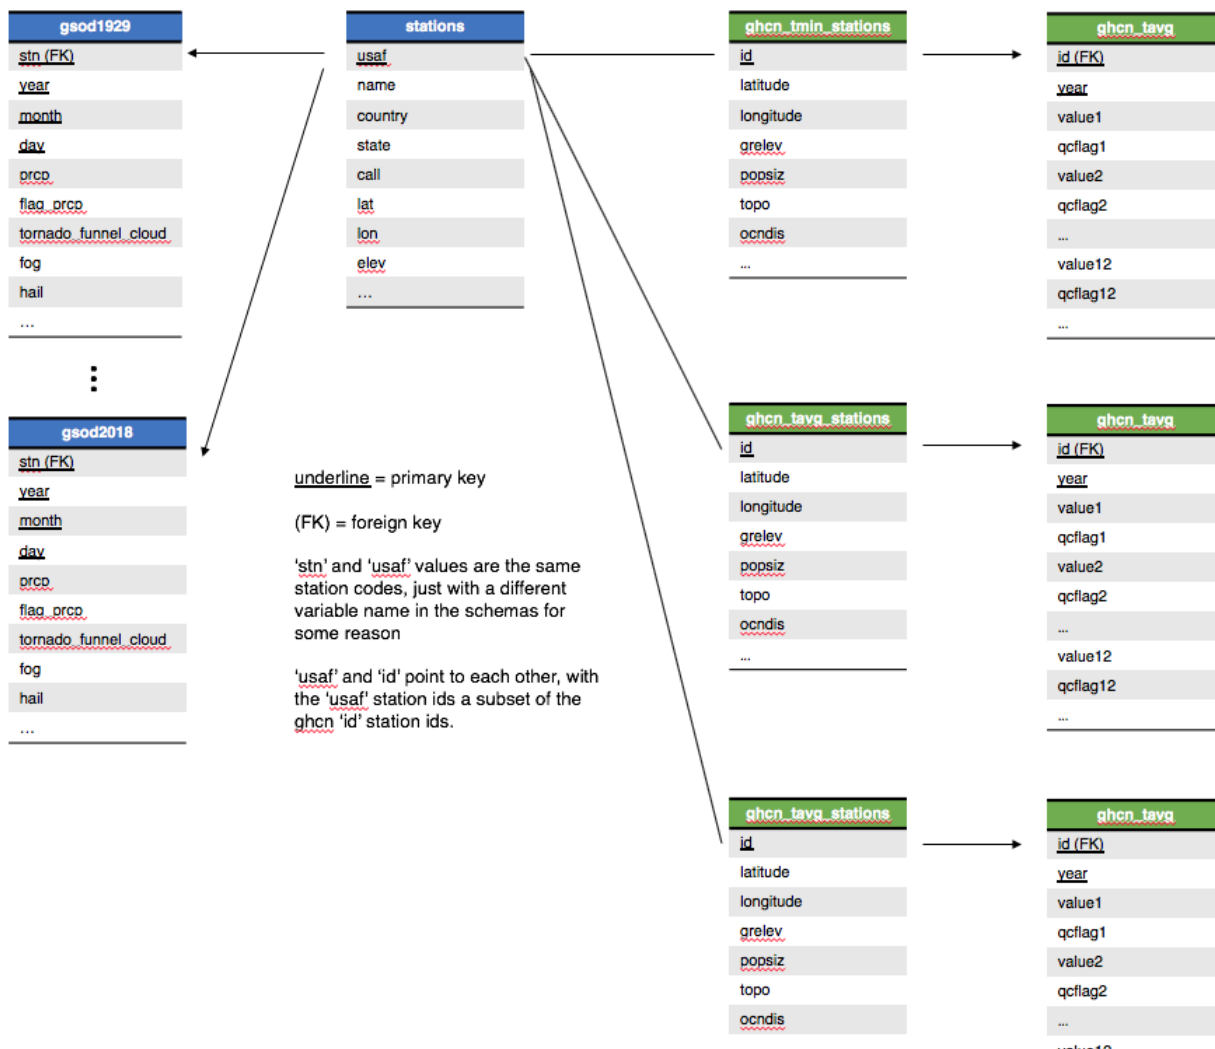 gsod1929
stn (FK)
year
month
day
prcp
flag_prcp
tornado_funnel_cloud
fog
hail
...
stations
usaf
name
country
state
call
lat
lon
elev
...
ghcn_tmin_stations
id
latitude
longitude
grelev
popsiz
topo
ocndis
...
ghcn_tavg
id (FK)
year
value1
qcflag1
value2
qcflag2
...
value12
qcflag12
...
gsod2018
stn (FK)
year
month
day
prcp
flag_prcp
tornado_funnel_cloud
fog
hail
...
underline = primary key
(FK) = foreign key
'stn' and 'usaf' values are the same
station codes, just with a different
variable name in the schemas for
some reason
'usaf' and 'id' point to each other, with
the 'usaf' station ids a subset of the
ghcn 'id' station ids.
ghcn_tavg_stations
id
latitude
longitude
grelev
popsiz
topo
ocndis
...
ghcn_tavg
id (FK)
year
value1
qcflag1
value2
qcflag2
...
value12
qcflag12
...
ghcn_tavg_stations
id
latitude
longitude
grelev
popsiz
topo
ocndis
ghcn_tavg
id (FK)
year
value1
qcflag1
value2
qcflag2
...